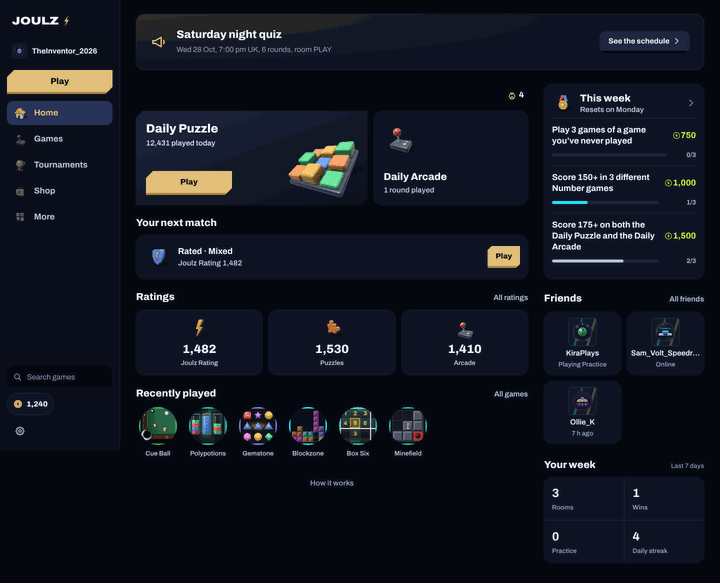 JOULZ
TheInventor_2026
Play
Home
Games
Tournaments
Shop
More
Search games
1,240
Saturday night quiz
Wed 28 Oct, 7:00 pm UK, 6 rounds, room PLAY
See the schedule
4
Daily Puzzle
12,431 played today
Play
Daily Arcade
1 round played
Your next match
Rated · Mixed
Joulz Rating 1,482
Play
Ratings
All ratings
1,482
Joulz Rating
1,530
Puzzles
1,410
Arcade
Recently played
All games
Cue Ball
Polypotions
Gemstone
Blockzone
Box Six
Minefield
How it works
This week
Resets on Monday
Play 3 games of a game
you've never played
750
0/3
Score 150+ in 3 different
Number games
1,000
1/3
Score 175+ on both the
Daily Puzzle and the Daily
Arcade
1,500
2/3
Friends
All friends
KiraPlays
Playing Practice
Sam_Volt_Speedr...
Online
Ollie_K
7 h ago
Your week
Last 7 days
3
Rooms
1
Wins
0
Practice
4
Daily streak